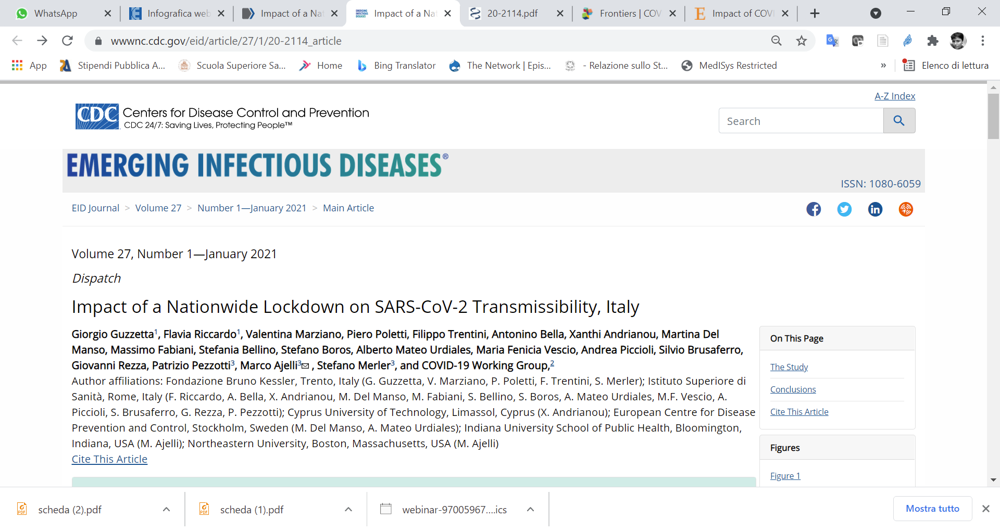 WhatsApp
Infografica web
Impact of a Nat
Impact of a Nat
20-2114.pdf
Frontiers | COV
Impact of COVI
wwwnc.cdc.gov/eid/article/27/1/20-2114_article
App
Stipendi Pubblica A...
Scuola Superiore Sa...
Home
Bing Translator
The Network | Epis...
- Relazione sullo St...
MedISys Restricted
»
Elenco di lettura
A-Z Index
CDC Centers for Disease Control and Prevention
CDC 24/7: Saving Lives, Protecting People™
Search
EMERGING INFECTIOUS DISEASES®
ISSN: 1080-6059
EID Journal > Volume 27 > Number 1—January 2021 > Main Article
Volume 27, Number 1—January 2021
Dispatch
Impact of a Nationwide Lockdown on SARS-CoV-2 Transmissibility, Italy
Giorgio Guzzetta1, Flavia Riccardo1, Valentina Marziano, Piero Poletti, Filippo Trentini, Antonino Bella, Xanthi Andrianou, Martina Del
Manso, Massimo Fabiani, Stefania Bellino, Stefano Boros, Alberto Mateo Urdiales, Maria Fenicia Vescio, Andrea Piccioli, Silvio Brusaferro,
Giovanni Rezza, Patrizio Pezzotti3, Marco Ajelli3 , Stefano Merler3, and COVID-19 Working Group,2
Author affiliations: Fondazione Bruno Kessler, Trento, Italy (G. Guzzetta, V. Marziano, P. Poletti, F. Trentini, S. Merler); Istituto Superiore di
Sanità, Rome, Italy (F. Riccardo, A. Bella, X. Andrianou, M. Del Manso, M. Fabiani, S. Bellino, S. Boros, A. Mateo Urdiales, M.F. Vescio, A.
Piccioli, S. Brusaferro, G. Rezza, P. Pezzotti); Cyprus University of Technology, Limassol, Cyprus (X. Andrianou); European Centre for Disease
Prevention and Control, Stockholm, Sweden (M. Del Manso, A. Mateo Urdiales); Indiana University School of Public Health, Bloomington,
Indiana, USA (M. Ajelli); Northeastern University, Boston, Massachusetts, USA (M. Ajelli)
Cite This Article
On This Page
The Study
Conclusions
Cite This Article
Figures
Figure 1
scheda (2).pdf
scheda (1).pdf
webinar-97005967....ics
Mostra tutto